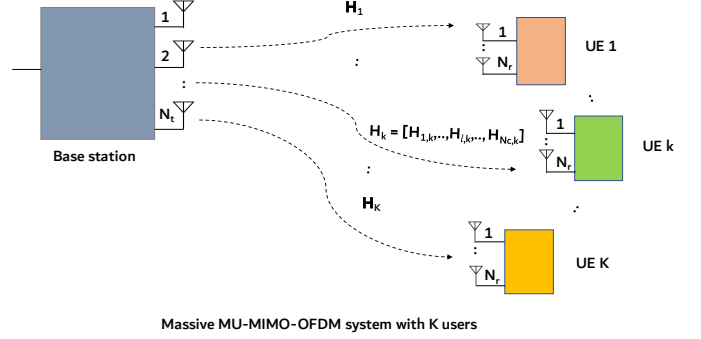 1
2
:
Nt
Base station
H1
:
Hk = [H1,k,..,Hl,k,..,HNc,k]
:
HK
1
:
Nr
UE 1
..
1
:
Nr
UE k
..
1
:
Nr
UE K
Massive MU-MIMO-OFDM system with K users